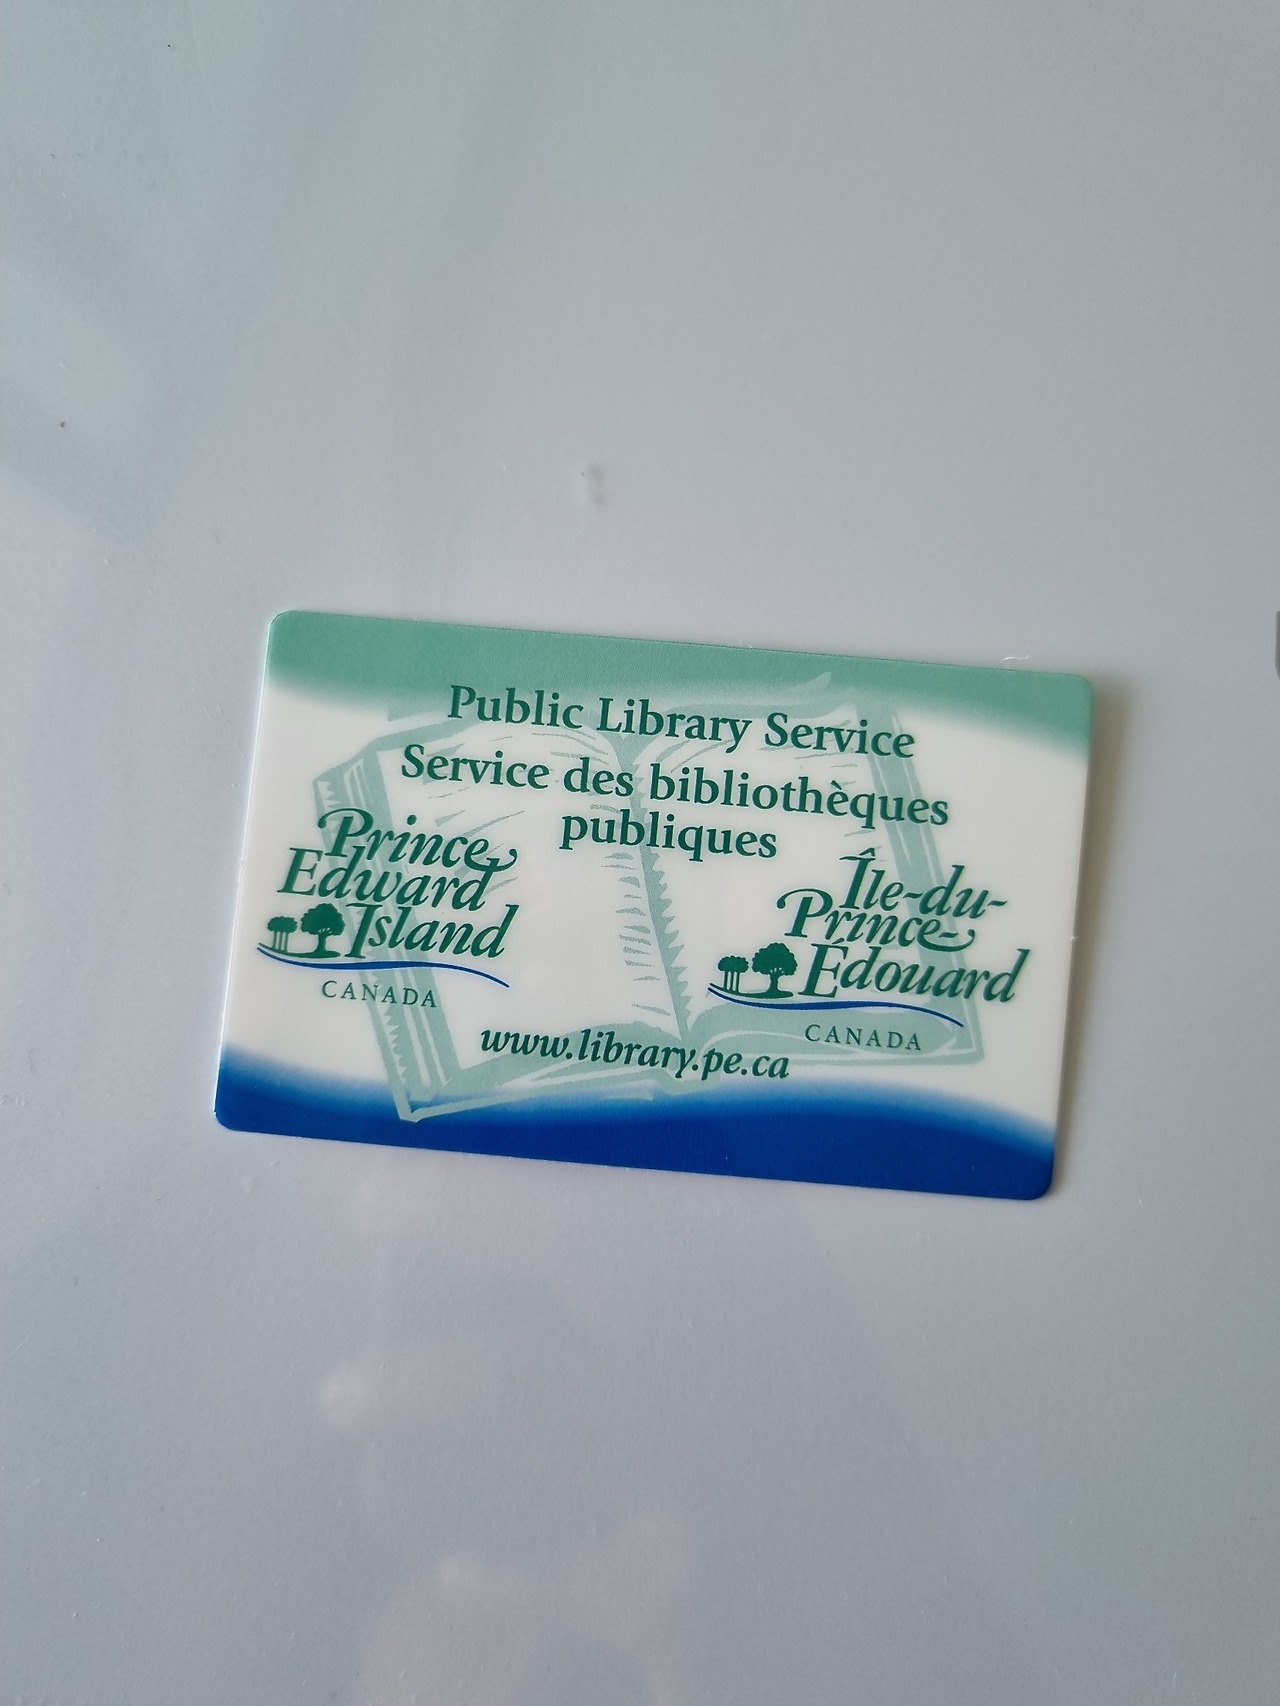 Public Library Service
Service des bibliothèques
publiques
Prince
Edward
Island
CANADA
Île-du-
Prince-
Édouard
CANADA
www.library.pe.ca